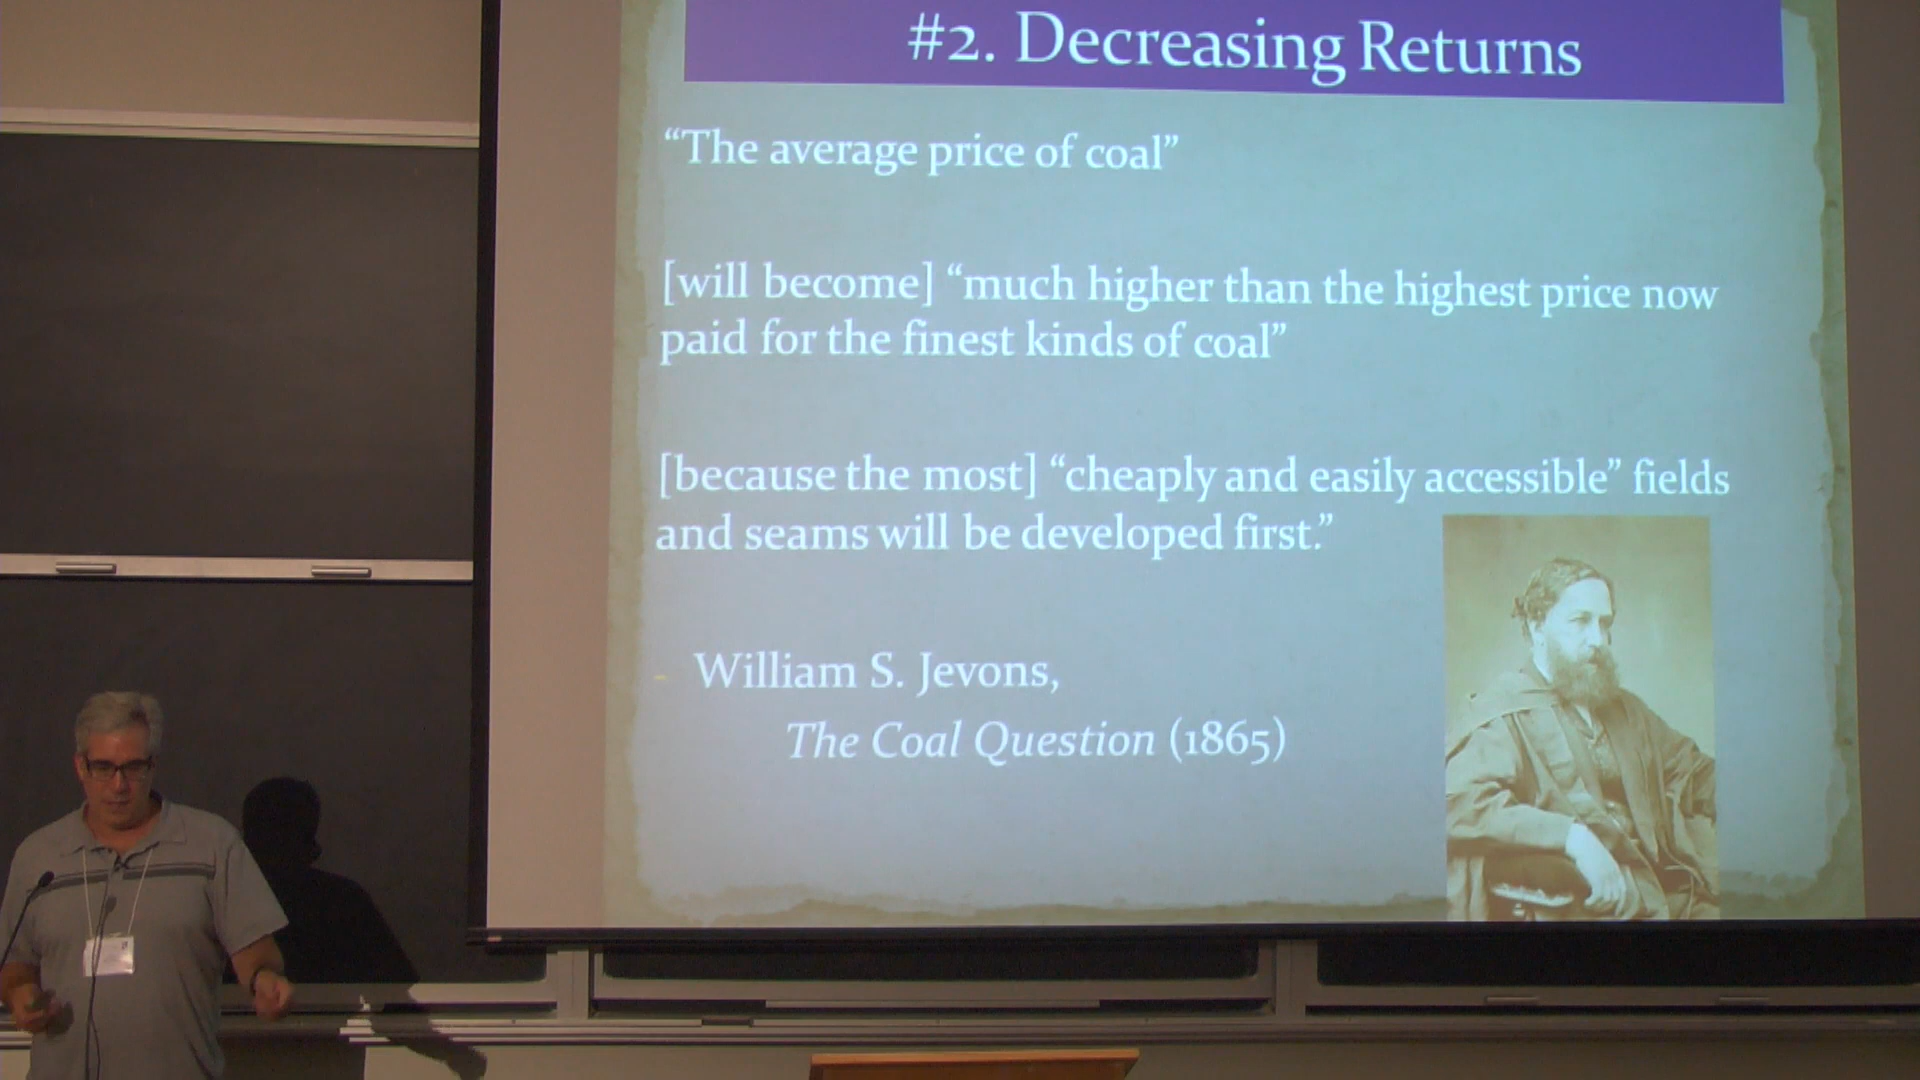 #2. Decreasing Returns
“The average price of coal”
[will become] “much higher than the highest price now
paid for the finest kinds of coal”
[because the most] “cheaply and easily accessible” fields
and seams will be developed first.”
- William S. Jevons,
The Coal Question (1865)